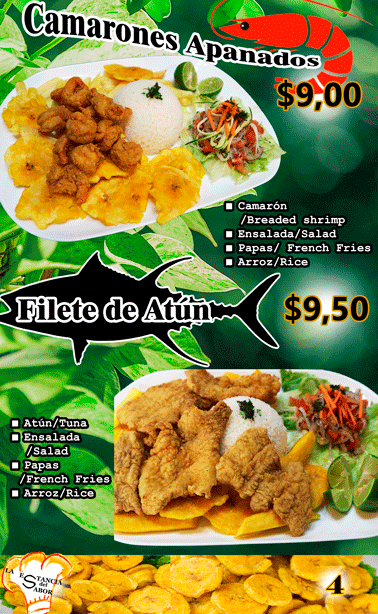 Camarones Apanados
$9,00
■ Camarón
/Breaded shrimp
■ Ensalada/Salad
■ Papas/ French Fries
■ Arroz/Rice
Filete de Atún
$9,50
■ Atún/Tuna
■ Ensalada
/Salad
■ Papas
/French Fries
■ Arroz/Rice
LA ESTANCIA
del
SABOR
4